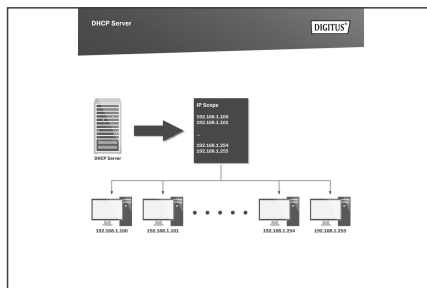 DHCP Server
DIGITUS®
IP Scope
192.168.1.100
192.168.1.101
...
192.168.1.254
192.168.1.255
DHCP Server
192.168.1.100
192.168.1.101
192.168.1.254
192.168.1.255